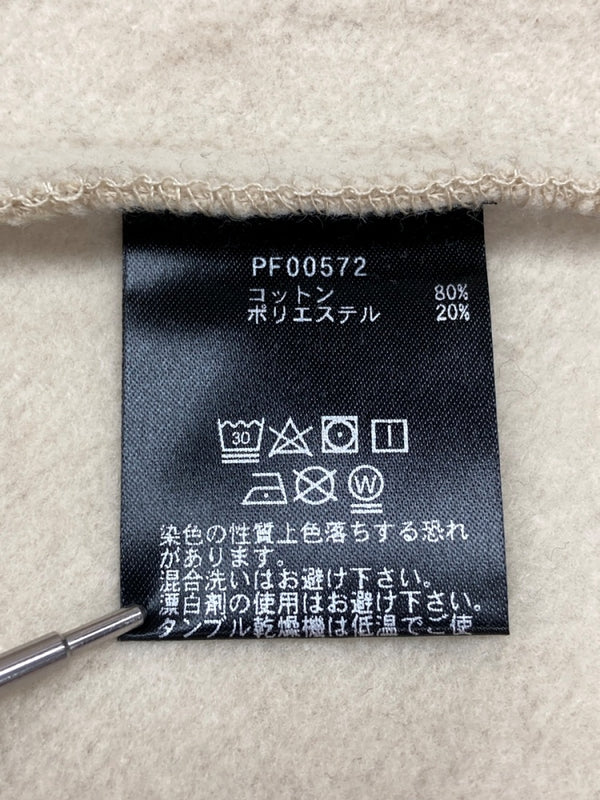 PF00572
コットン 80%
ポリエステル 20%
30
W
染色の性質上色落ちする恐れ
があります。
混合洗いはお避け下さい。
漂白剤の使用はお避け下さい。
タンブル乾燥機は低温でご使